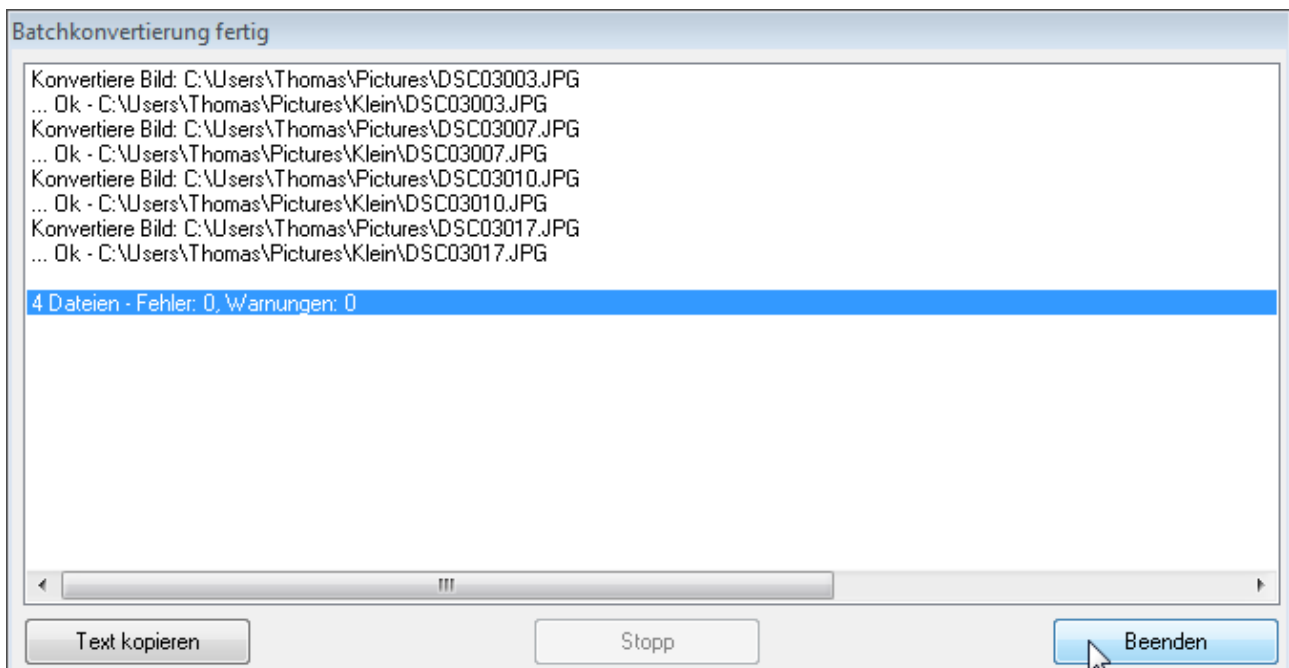 Batchkonvertierung fertig
Konvertiere Bild: C:\Users\Thomas\Pictures\DSC03003.JPG
... Ok - C:\Users\Thomas\Pictures\Klein\DSC03003.JPG
Konvertiere Bild: C:\Users\Thomas\Pictures\DSC03007.JPG
... Ok - C:\Users\Thomas\Pictures\Klein\DSC03007.JPG
Konvertiere Bild: C:\Users\Thomas\Pictures\DSC03010.JPG
... Ok - C:\Users\Thomas\Pictures\Klein\DSC03010.JPG
Konvertiere Bild: C:\Users\Thomas\Pictures\DSC03017.JPG
... Ok - C:\Users\Thomas\Pictures\Klein\DSC03017.JPG
4 Dateien - Fehler: 0, Warnungen: 0
Text kopieren Stopp Beenden